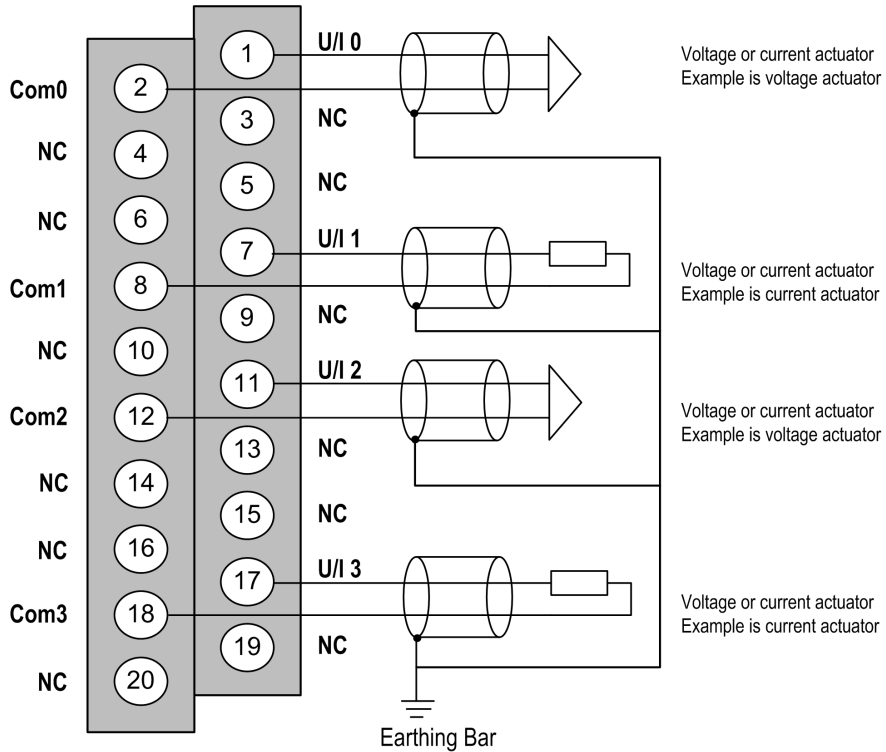 1 U/I 0
Voltage or current actuator
Example is voltage actuator
Com0 2
3 NC
NC 4
5 NC
NC 6
7 U/I 1
Voltage or current actuator
Example is current actuator
Com1 8
9 NC
NC 10
11 U/I 2
Voltage or current actuator
Example is voltage actuator
Com2 12
13 NC
NC 14
15 NC
NC 16
17 U/I 3
Voltage or current actuator
Example is current actuator
Com3 18
19 NC
NC 20
Earthing Bar